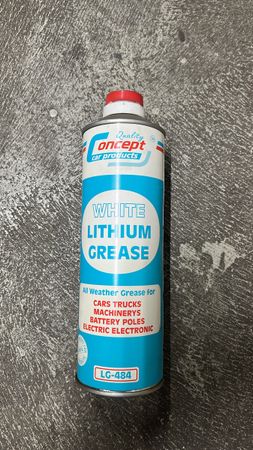 Quality
Concept
car products
WHITE
LITHIUM
GREASE
All Weather Grease for
CARS TRUCKS
MACHINERYS
BATTERY POLES
ELECTRIC ELECTRONIC
LG-484